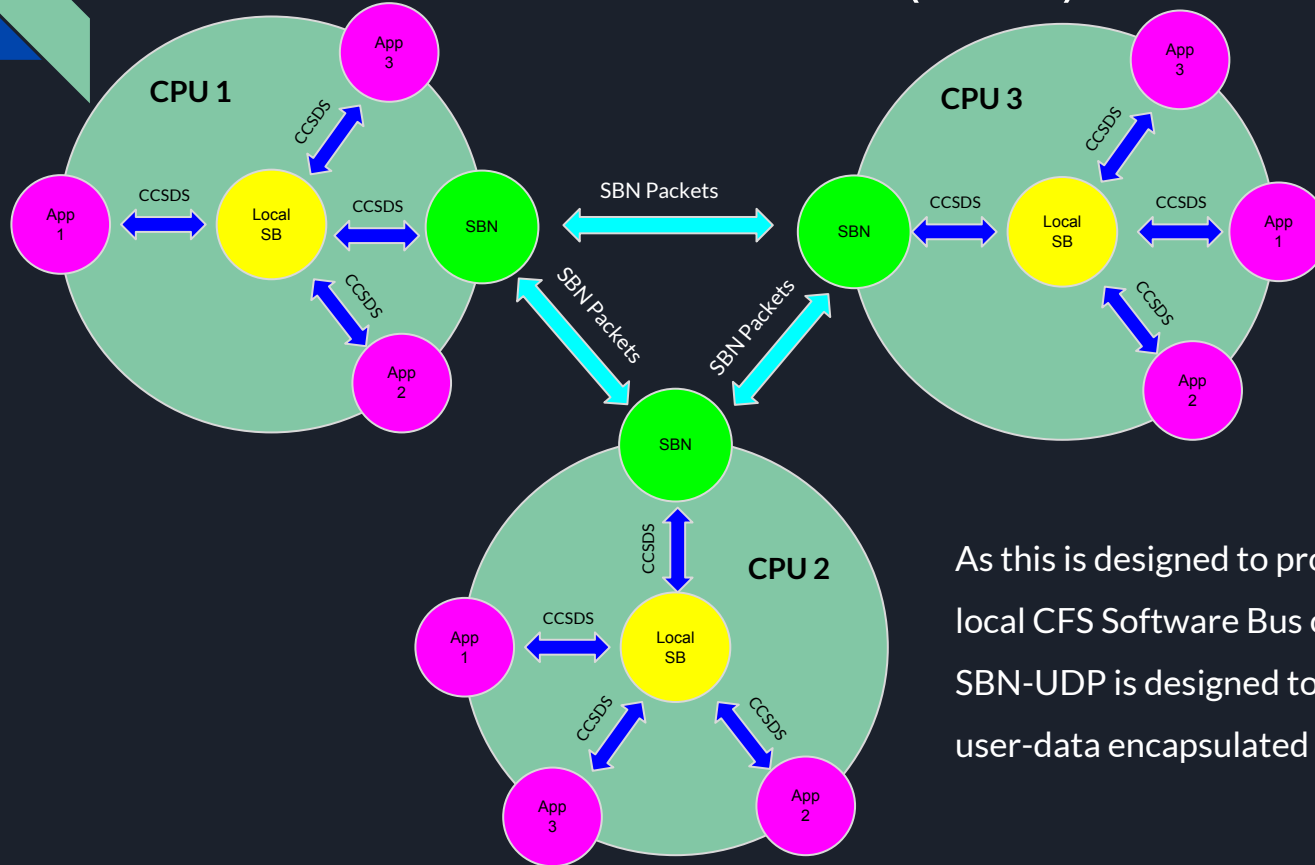 App
3
CPU 1
CCSDS
App
1
CCSDS
Local
SB
CCSDS
SBN
CCSDS
App
2
SBN Packets
SBN Packets
SBN Packets
App
3
CPU 3
CCSDS
SBN
CCSDS
Local
SB
CCSDS
App
1
CCSDS
App
2
SBN
CCSDS
CPU 2
App
1
CCSDS
Local
SB
CCSDS
CCSDS
App
3
App
2
As this is designed to pro
local CFS Software Bus
SBN-UDP is designed to
user-data encapsulated